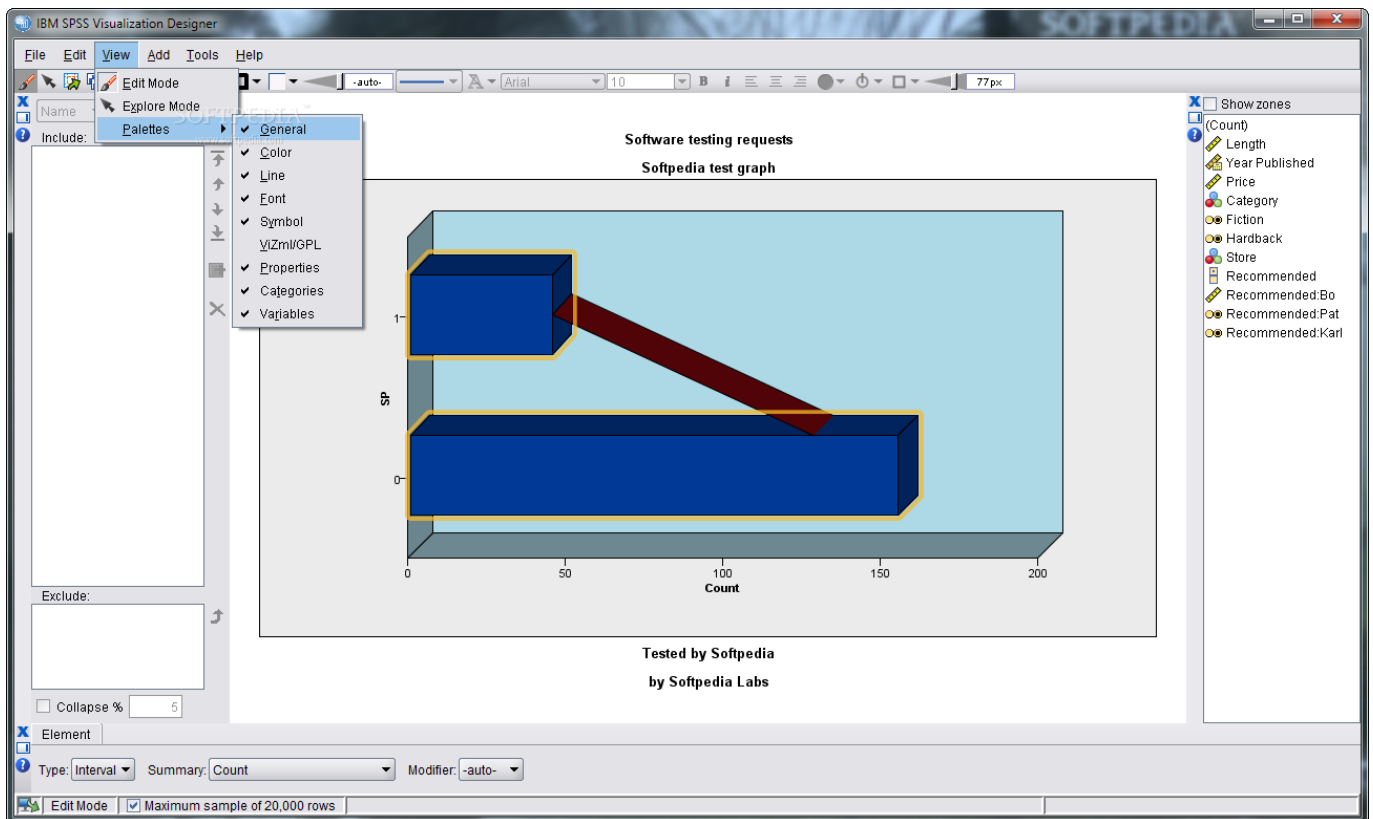 IBM SPSS Visualization Designer
SOFTPEDIA
File Edit View Add Tools Help
-auto- Arial 10 B i 77px
Edit Mode
Explore Mode
Palettes
SOFTPEDIA
www.softpedia.com
General
Color
Line
Font
Symbol
ViZml/GPL
Properties
Categories
Variables
Name
Include:
Exclude:
Collapse % 5
Software testing requests
Softpedia test graph
1
SP
0
0 50 100 150 200
Count
Tested by Softpedia
by Softpedia Labs
Show zones
(Count)
Length
Year Published
Price
Category
Fiction
Hardback
Store
Recommended
Recommended:Bo
Recommended:Pat
Recommended:Karl
Element
Type: Interval Summary: Count Modifier: -auto-
Edit Mode Maximum sample of 20,000 rows